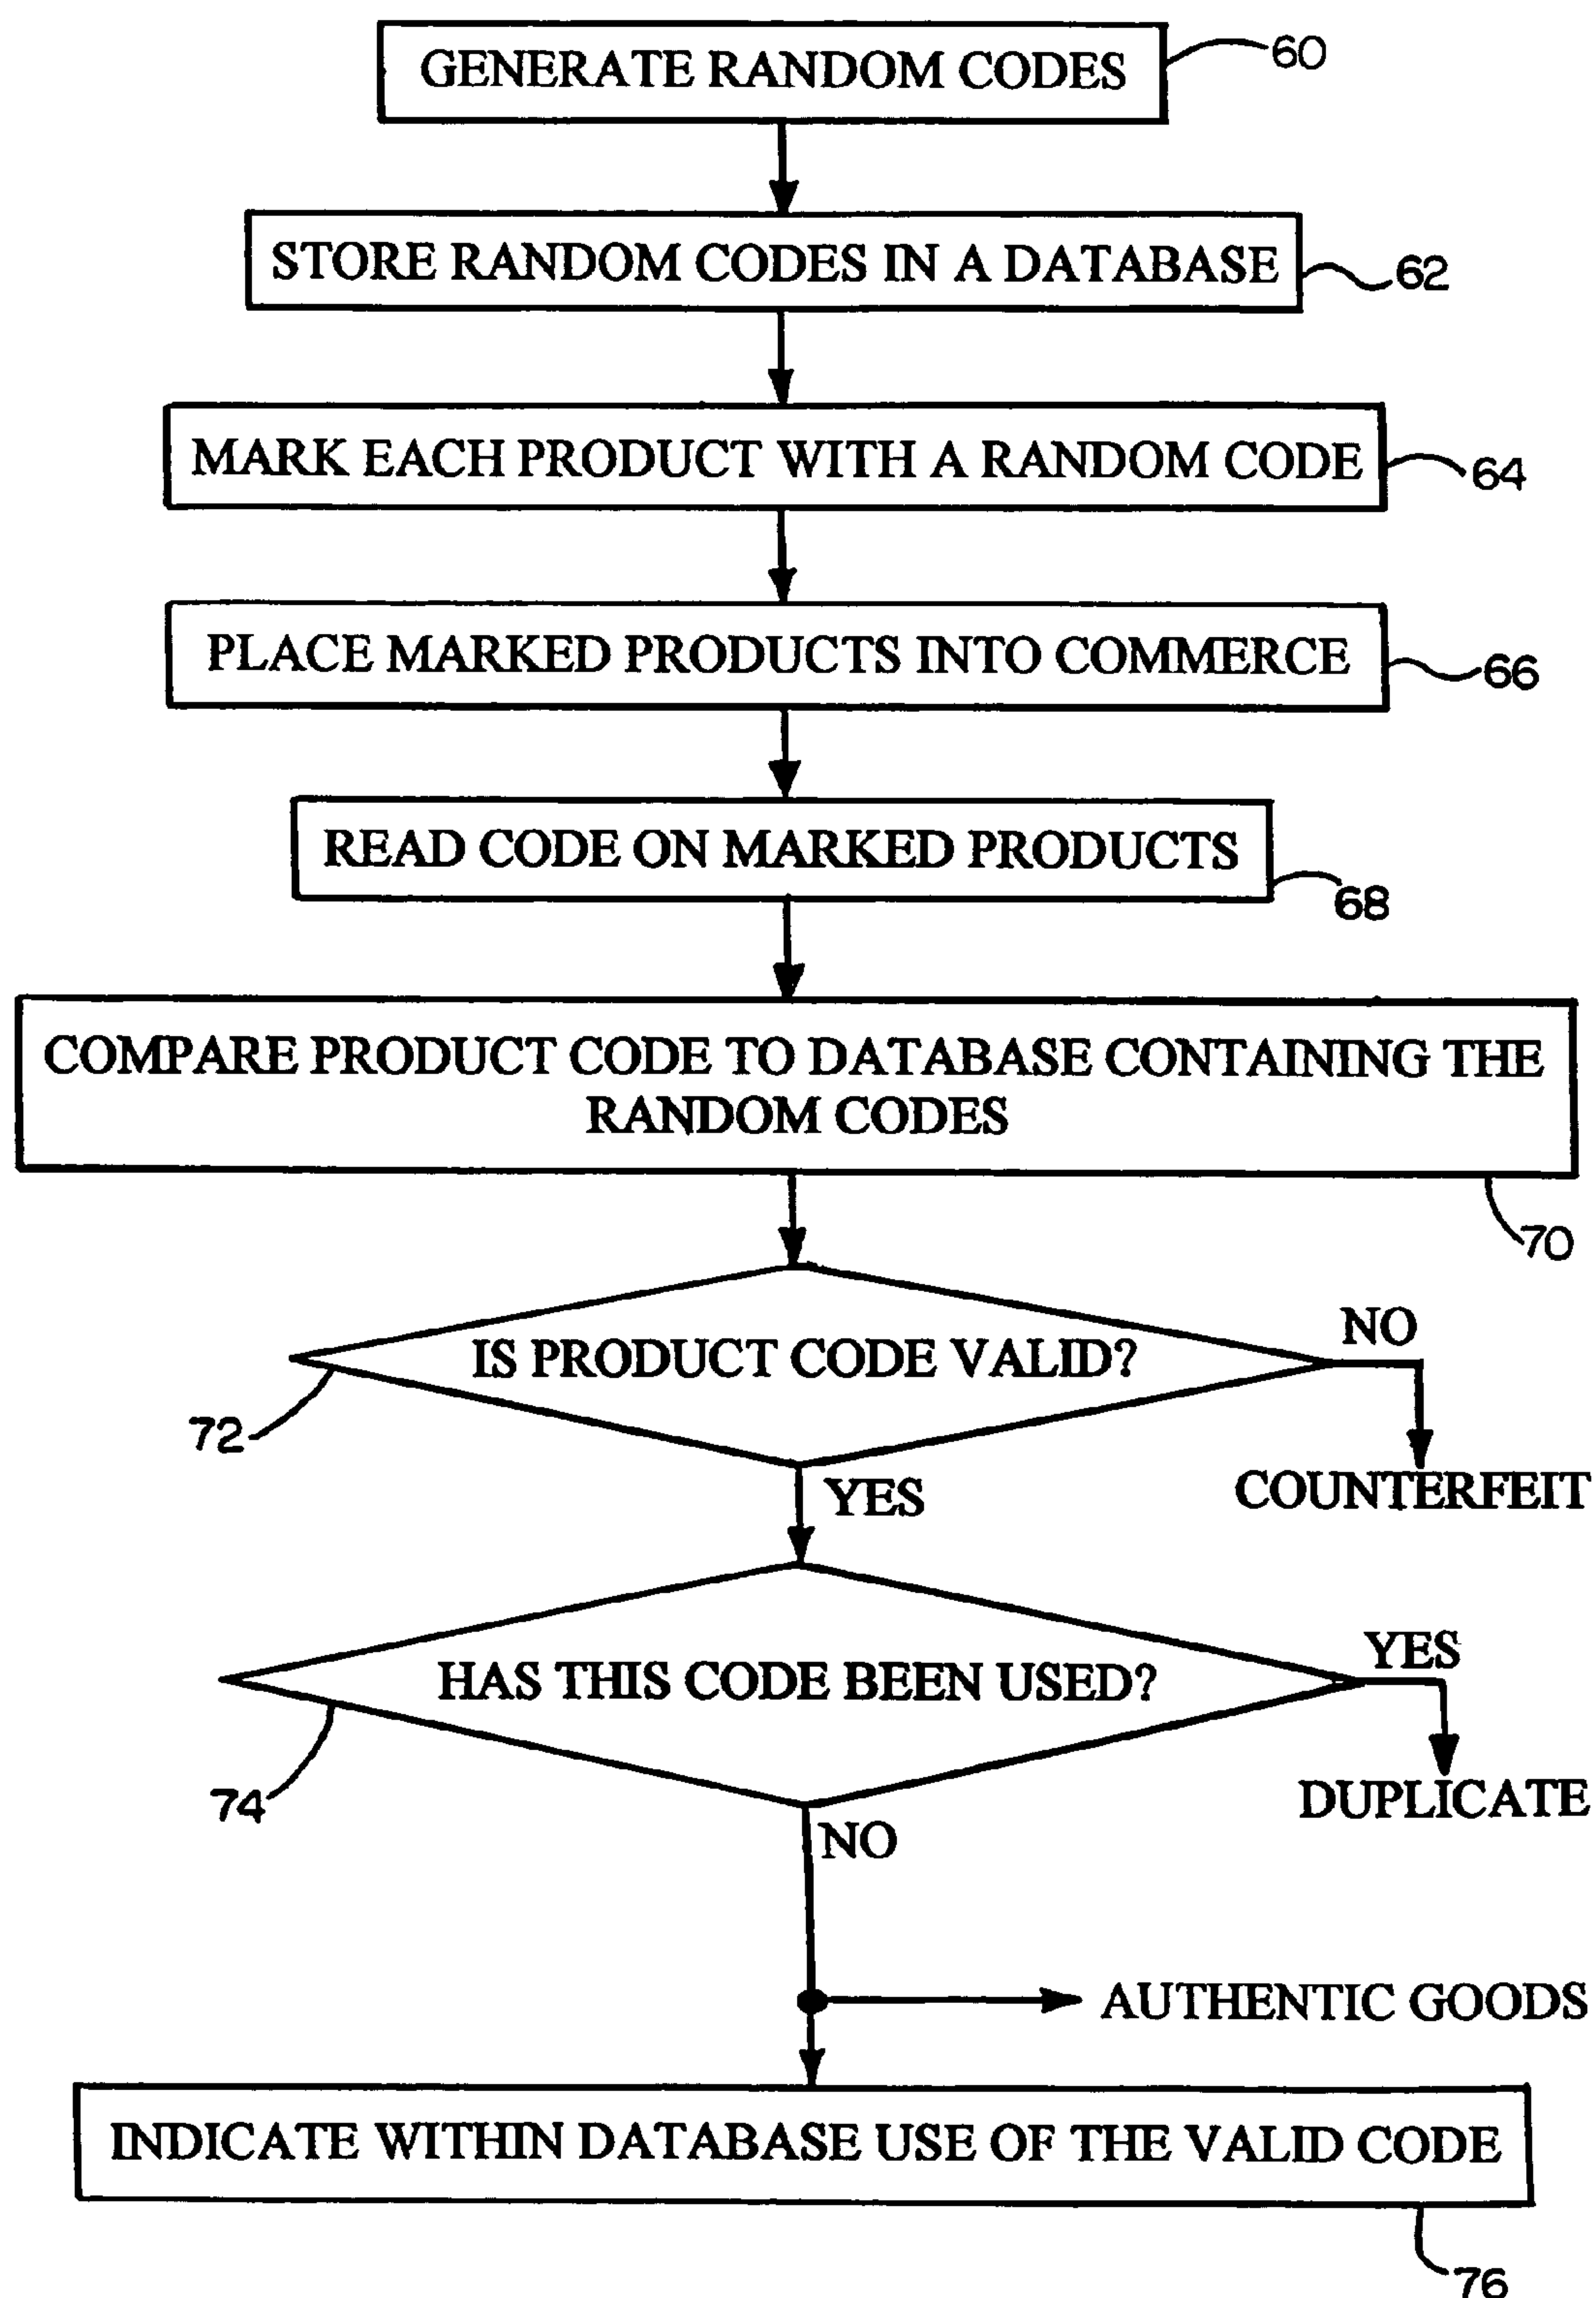 GENERATE RANDOM CODES
60
STORE RANDOM CODES IN A DATABASE
62
MARK EACH PRODUCT WITH A RANDOM CODE
64
PLACE MARKED PRODUCTS INTO COMMERCE
66
READ CODE ON MARKED PRODUCTS
68
COMPARE PRODUCT CODE TO DATABASE CONTAINING THE
RANDOM CODES
70
IS PRODUCT CODE VALID?
NO
72
COUNTERFEIT
YES
HAS THIS CODE BEEN USED?
YES
74
DUPLICATE
NO
AUTHENTIC GOODS
INDICATE WITHIN DATABASE USE OF THE VALID CODE
76